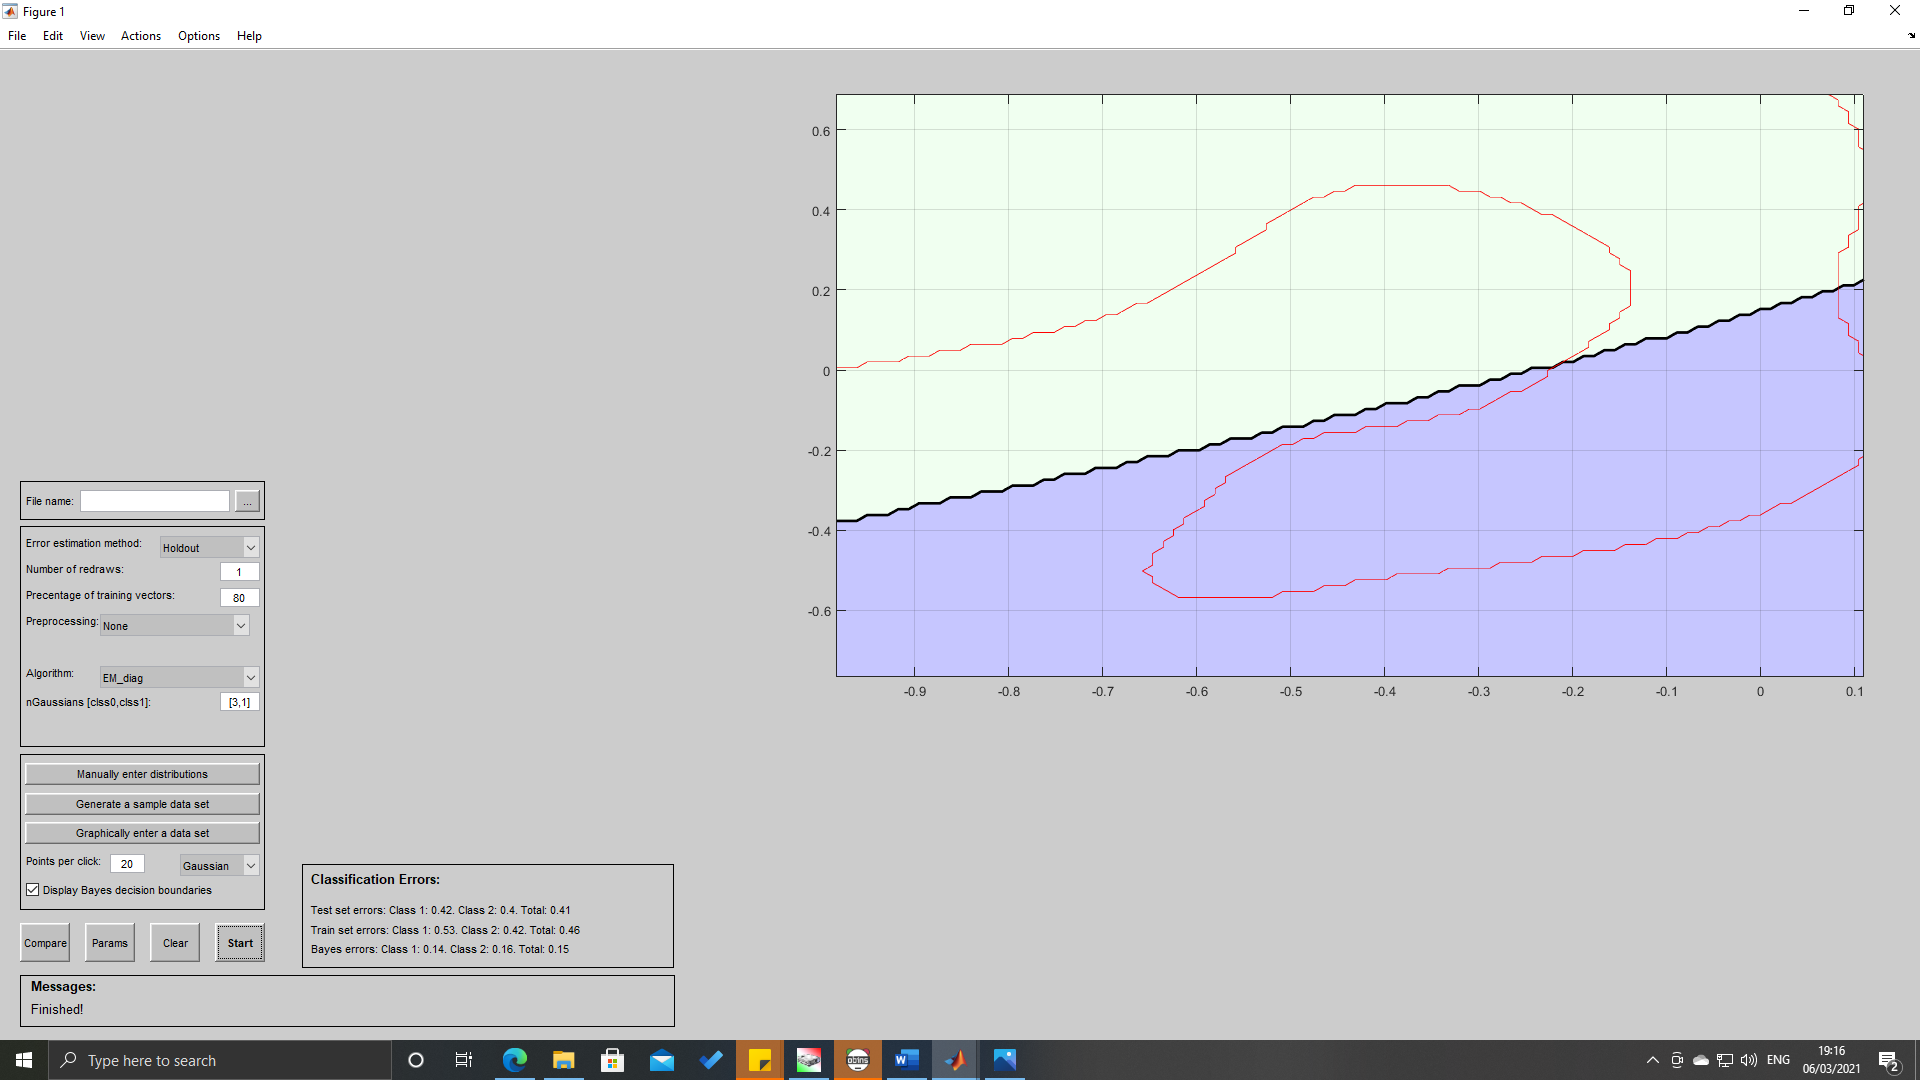 Figure 1
File Edit View Actions Options Help
0.6
0.4
0.2
0
-0.2
-0.4
-0.6
-0.9 -0.8 -0.7 -0.6 -0.5 -0.4 -0.3 -0.2 -0.1 0 0.1
File name: ...
Error estimation method: Holdout
Number of redraws: 1
Precentage of training vectors: 80
Preprocessing: None
Algorithm: EM_diag
nGaussians [clss0,clss1]: [3,1]
Manually enter distributions
Generate a sample data set
Graphically enter a data set
Points per click: 20 Gaussian
Display Bayes decision boundaries
Compare Params Clear Start
Classification Errors:
Test set errors: Class 1: 0.42. Class 2: 0.4. Total: 0.41
Train set errors: Class 1: 0.53. Class 2: 0.42. Total: 0.46
Bayes errors: Class 1: 0.14. Class 2: 0.16. Total: 0.15
Messages:
Finished!
Type here to search
ENG
19:16
06/03/2021
2